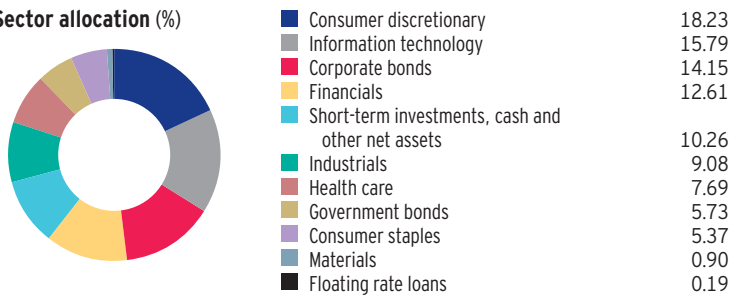 Sector allocation (%)
Consumer discretionary 18.23
Information technology 15.79
Corporate bonds 14.15
Financials 12.61
Short-term investments, cash and
other net assets 10.26
Industrials 9.08
Health care 7.69
Government bonds 5.73
Consumer staples 5.37
Materials 0.90
Floating rate loans 0.19